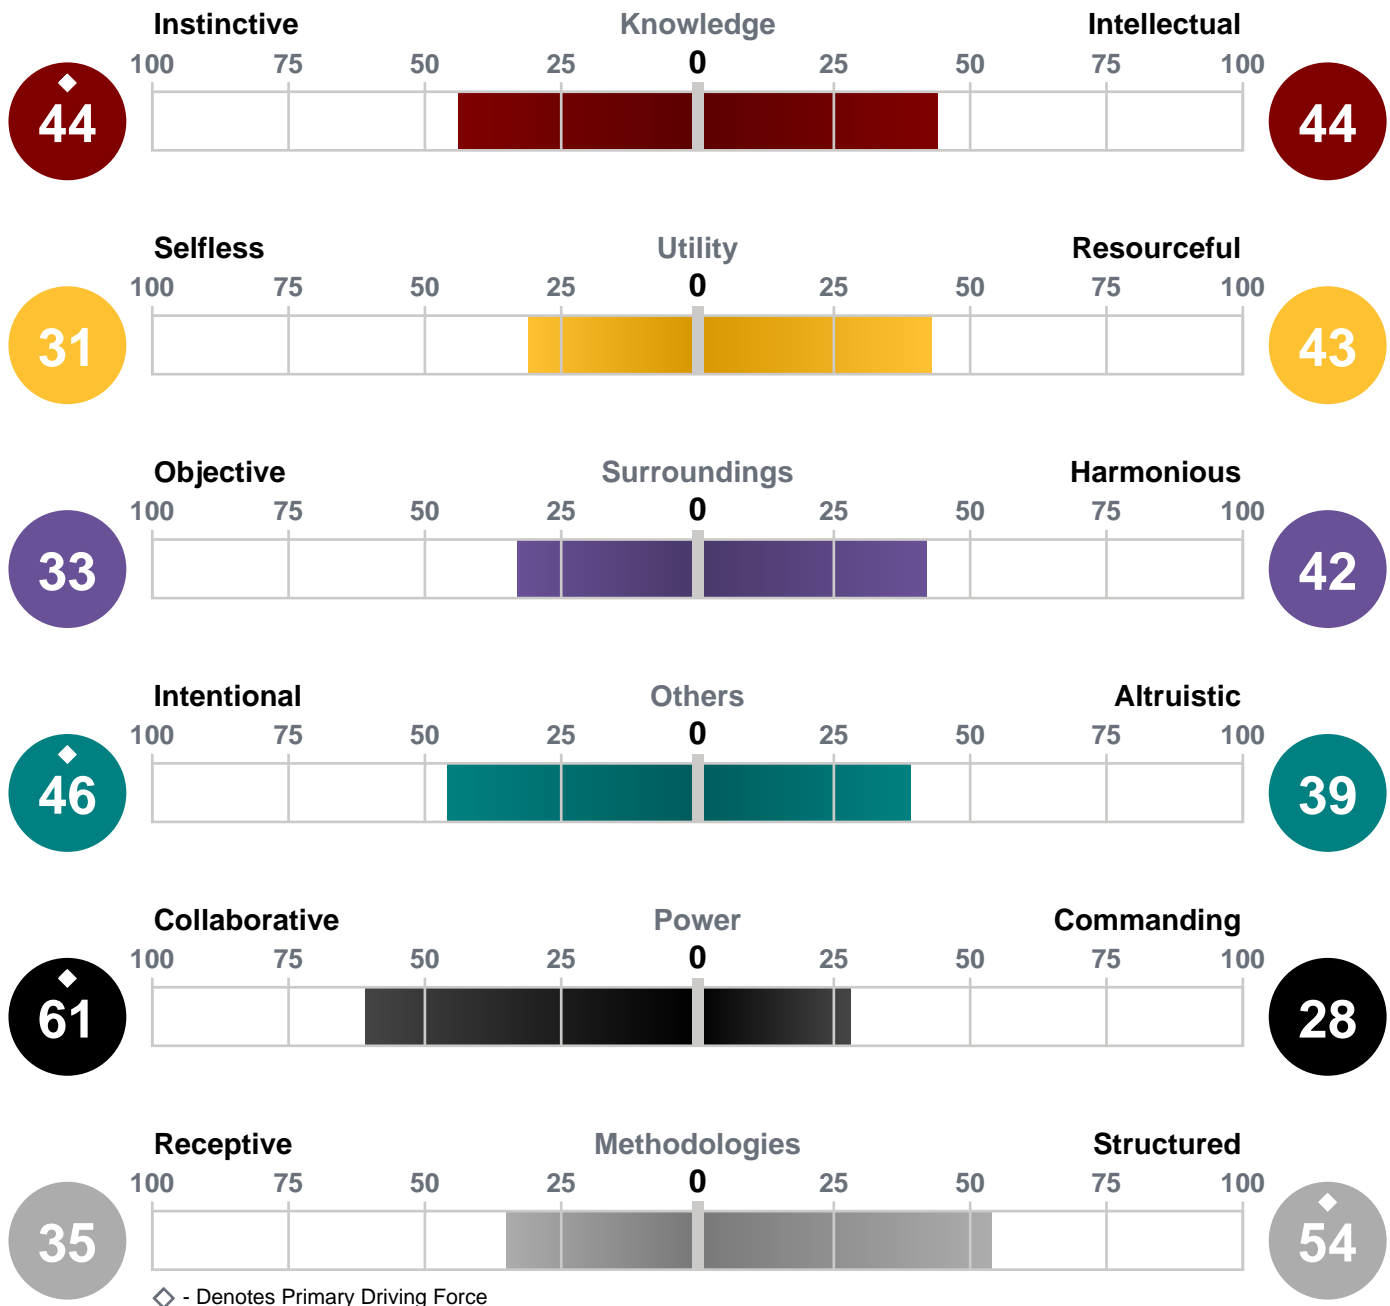 Instinctive Knowledge Intellectual
100 75 50 25 0 25 50 75 100
44 44
Selfless Utility Resourceful
100 75 50 25 0 25 50 75 100
31 43
Objective Surroundings Harmonious
100 75 50 25 0 25 50 75 100
33 42
Intentional Others Altruistic
100 75 50 25 0 25 50 75 100
46 39
Collaborative Power Commanding
100 75 50 25 0 25 50 75 100
61 28
Receptive Methodologies Structured
100 75 50 25 0 25 50 75 100
35 54
- Denotes Primary Driving Force